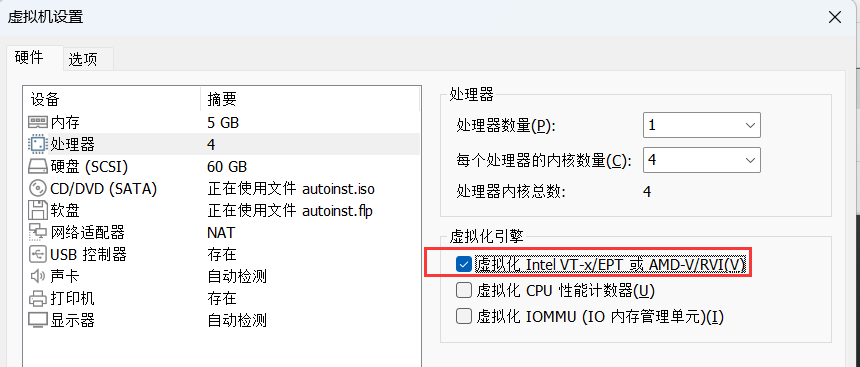 虚拟机设置
硬件 选项
设备 摘要
内存 5 GB
处理器 4
硬盘 (SCSI) 60 GB
CD/DVD (SATA) 正在使用文件 autoinst.iso
软盘 正在使用文件 autoinst.flp
网络适配器 NAT
USB 控制器 存在
声卡 自动检测
打印机 存在
显示器 自动检测
处理器
处理器数量(P): 1
每个处理器的内核数量(C): 4
处理器内核总数: 4
虚拟化引擎
虚拟化 Intel VT-x/EPT 或 AMD-V/RVI(V)
虚拟化 CPU 性能计数器(U)
虚拟化 IOMMU (IO 内存管理单元)(I)